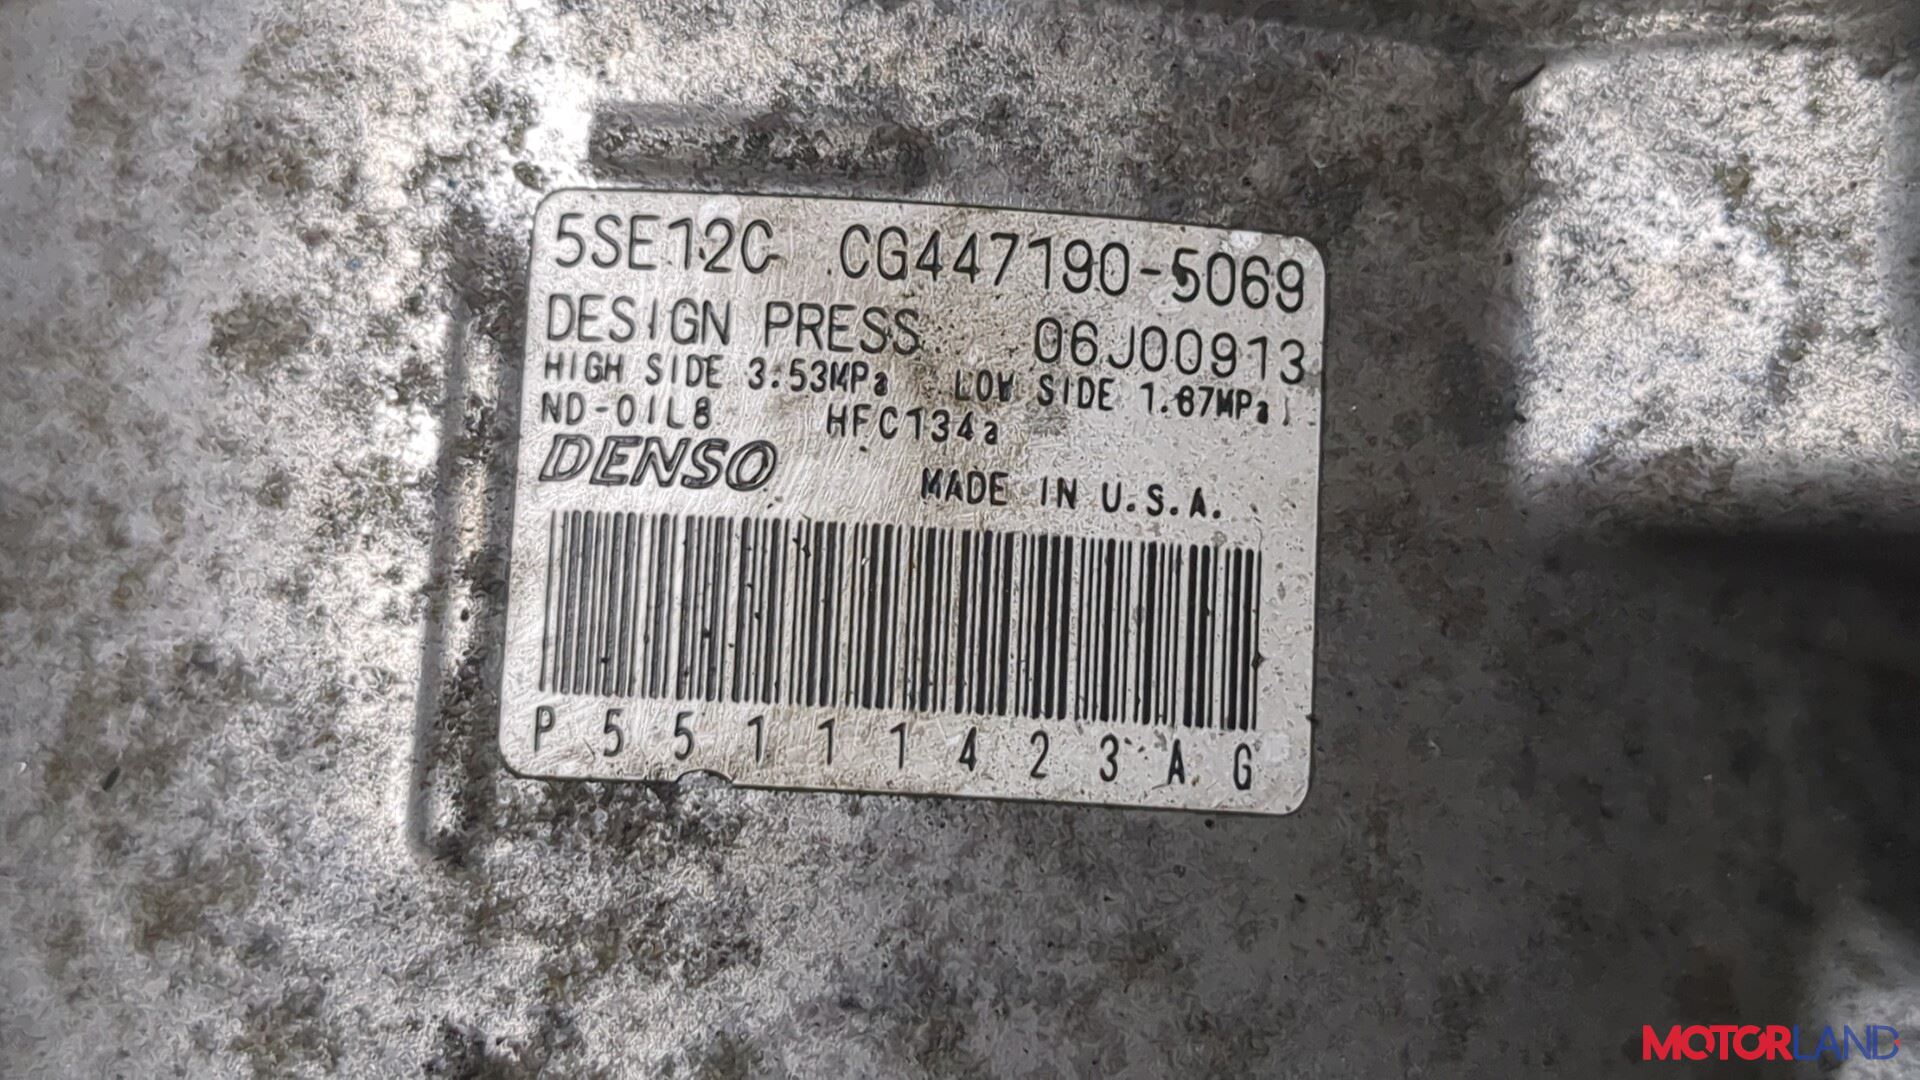 5SE12C CG447190-5069
DESIGN PRESS. 06J00913
HIGH SIDE 3.53MPa LOW SIDE 1.67MPa
ND-OIL8 HFC134a
DENSO MADE IN U.S.A.
P55111423AG
MOTORLAND